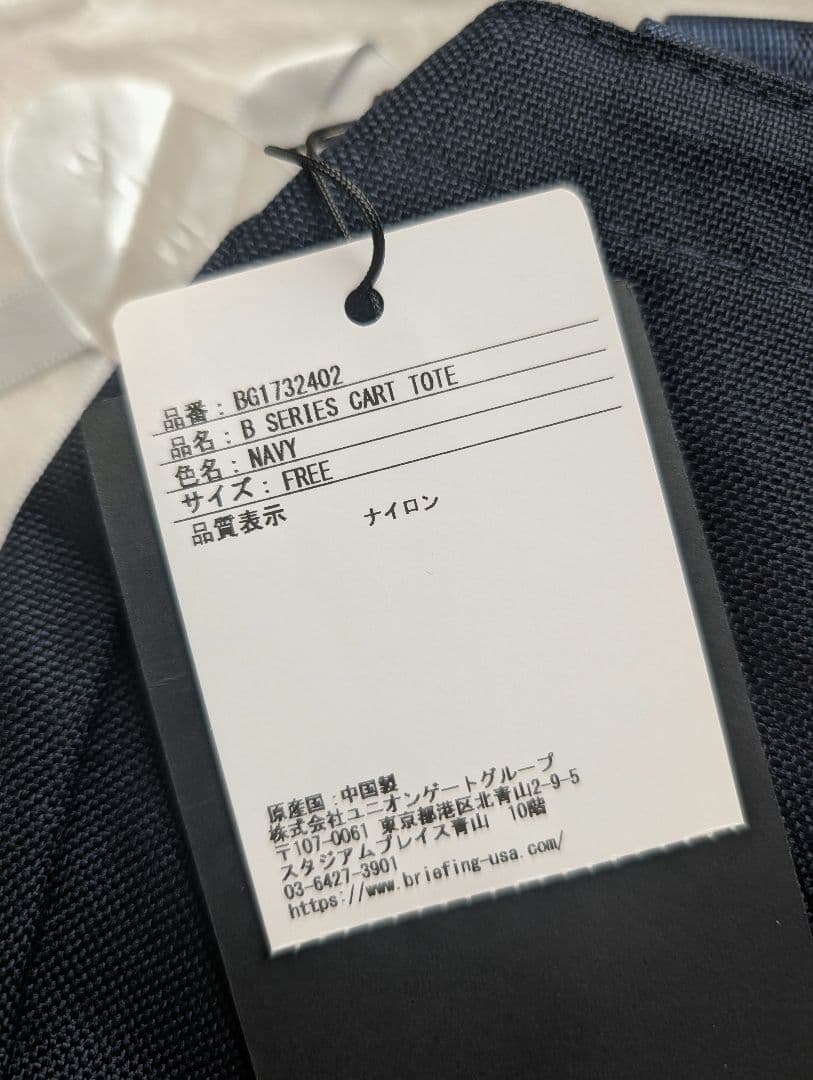 品番：BG1732402
品名：B SERIES CART TOTE
色名：NAVY
サイズ：FREE
品質表示 ナイロン
原産国：中国製
株式会社ユニオンゲートグループ
〒107-0061 東京都港区北青山2-9-5
スタジアムプレイス青山 10階
03-6427-3901
https://www.briefing-usa.com/